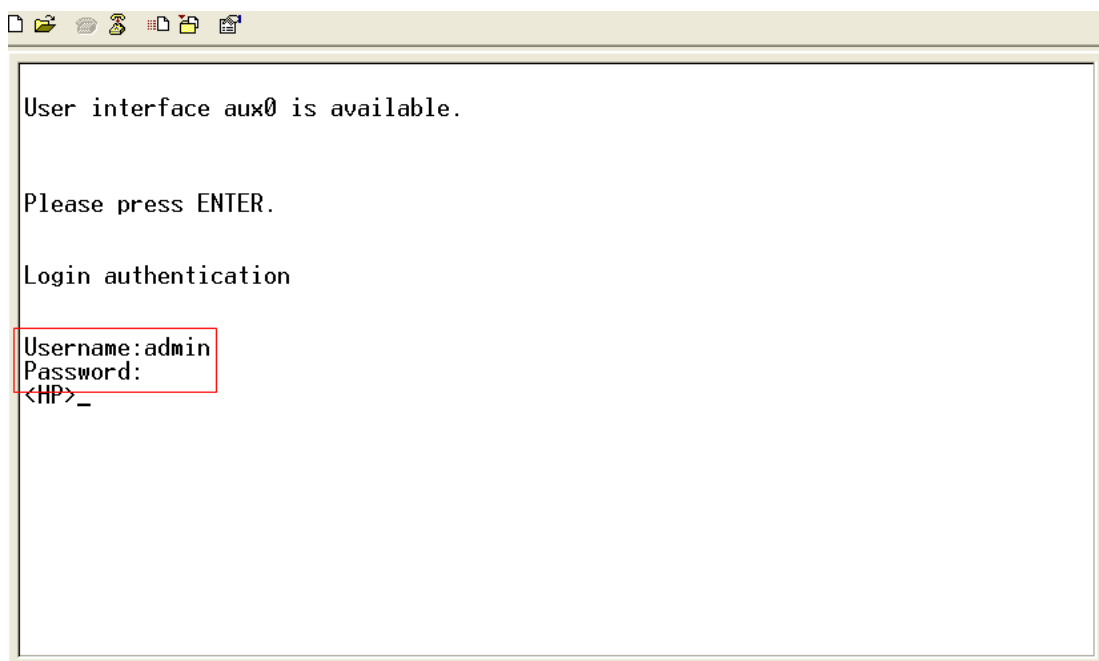 User interface aux0 is available.
Please press ENTER.
Login authentication
Username:admin
Password:
<HP>_